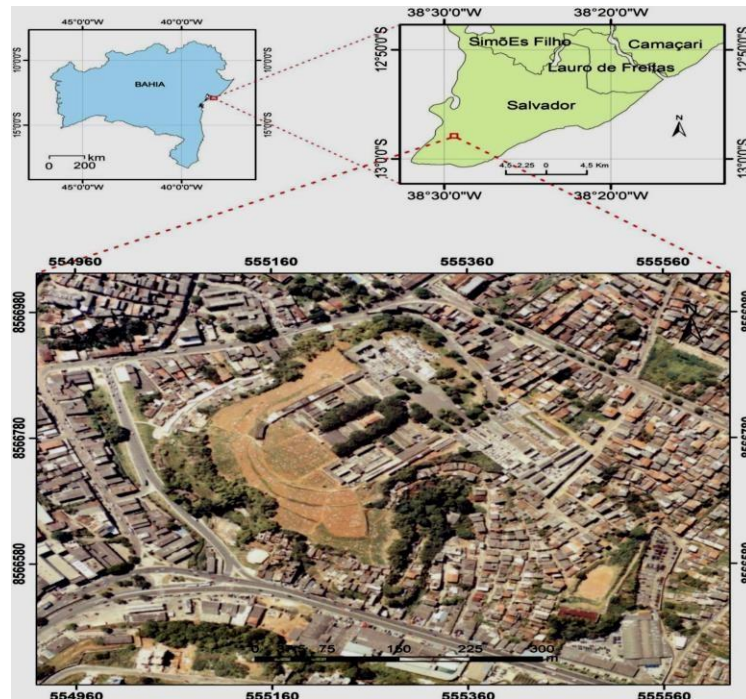 45°0'0"S 40°0'0"S
10°0'0"S
15°0'0"S
BAHIA
0 200
km
45°0'0"S 40°0'0"S
38°30'0"S 38°20'0"S
12°50'0"S
13°0'0"S
SimõEs Filho
Camaçari
Lauro de Freitas
Salvador
N
4,5 2,25 0 4,5 Km
38°30'0"S 38°20'0"S
554960 555160 555360 555560
8566980 8566980
8566780 8566780
8566580 8566580
0 37,5 75 150 225 300
m
554960 555160 555360 555560